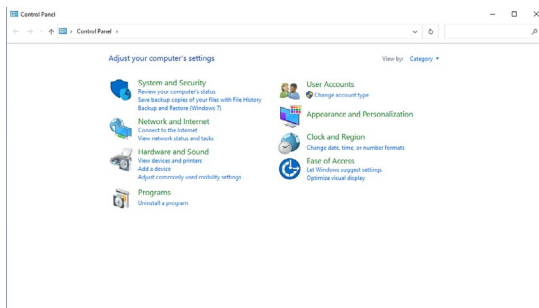 Control Panel
Control Panel
Adjust your computer's settings
View by: Category
System and Security
Review your computer's status
Save backup copies of your files with File History
Backup and Restore (Windows 7)
Network and Internet
Connect to the Internet
View network status and tasks
Hardware and Sound
View devices and printers
Add a device
Adjust commonly used mobility settings
Programs
Uninstall a program
User Accounts
Change account type
Appearance and Personalization
Clock and Region
Change date, time, or number formats
Ease of Access
Let Windows suggest settings
Optimize visual display